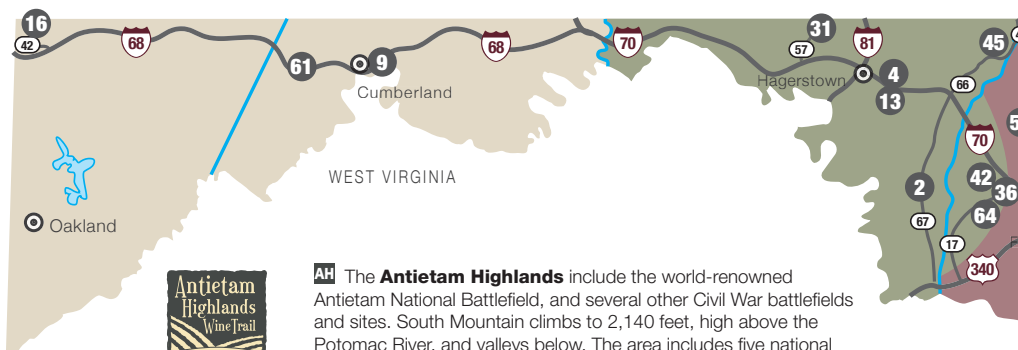 16
42
68
61
9
Cumberland
68
70
31
57
81
Hagerstown
4
13
45
66
70
2
67
42
36
64
17
340
WEST VIRGINIA
Oakland
Antietam
Highlands
Wine Trail
AH The Antietam Highlands include the world-renowned
Antietam National Battlefield, and several other Civil War battlefields
and sites. South Mountain climbs to 2,140 feet, high above the
Potomac River, and valleys below. The area includes five national